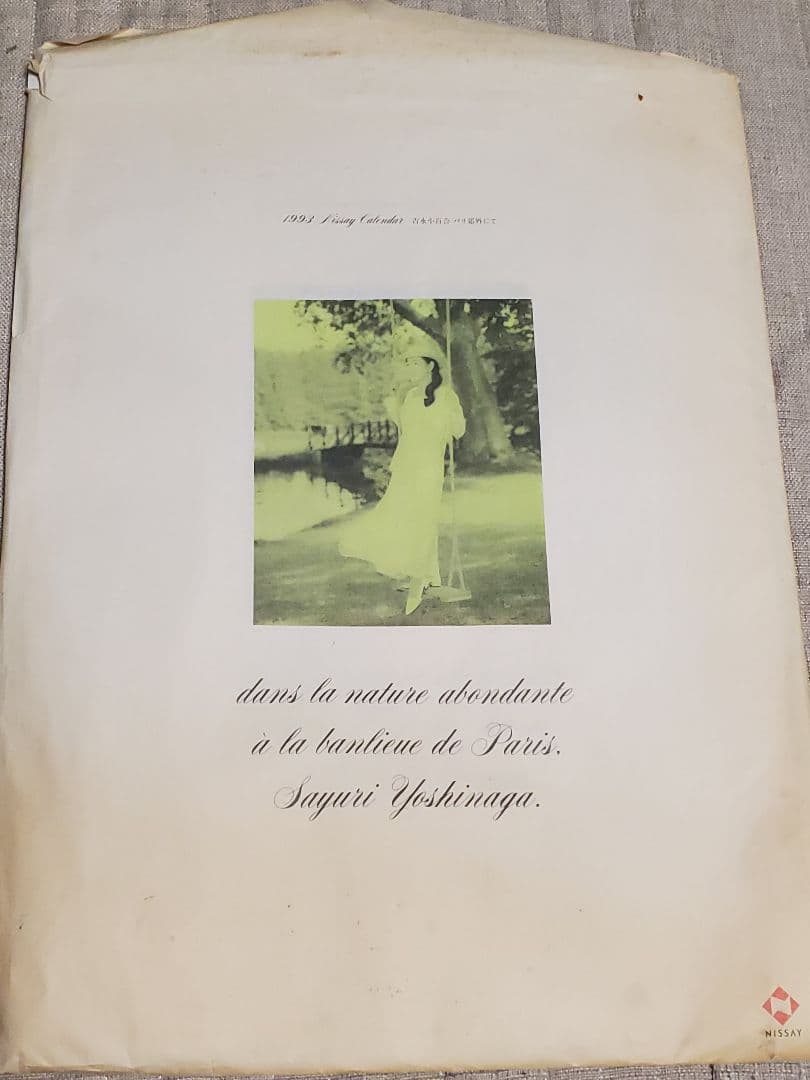 1993 Nissay Calendar 吉永小百合 パリ郊外にて
dans la nature abondante
à la banlieue de Paris.
Sayuri Yoshinaga.
NISSAY